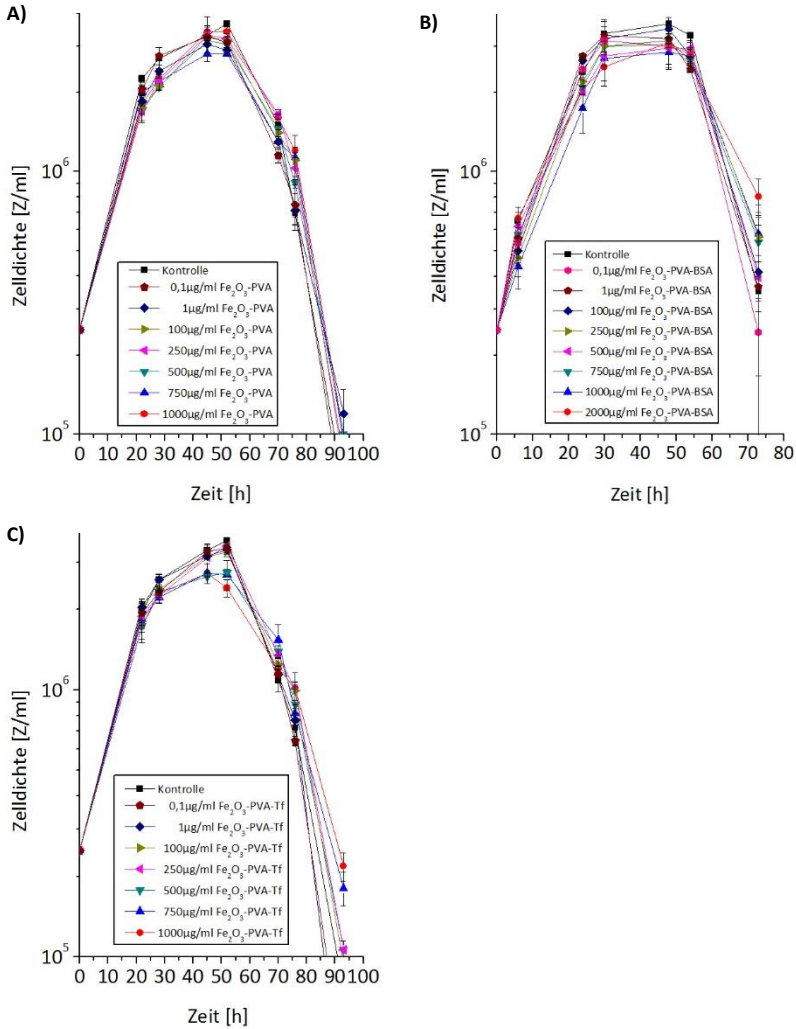 A)
Zelldichte [Z/ml]
10⁶
10⁵
Kontrolle
0,1µg/ml Fe₂O₃-PVA
1µg/ml Fe₂O₃-PVA
100µg/ml Fe₂O₃-PVA
250µg/ml Fe₂O₃-PVA
500µg/ml Fe₂O₃-PVA
750µg/ml Fe₂O₃-PVA
1000µg/ml Fe₂O₃-PVA
0 10 20 30 40 50 60 70 80 90 100
Zeit [h]
B)
Zelldichte [Z/ml]
10⁶
10⁵
Kontrolle
0,1µg/ml Fe₂O₃-PVA-BSA
1µg/ml Fe₂O₃-PVA-BSA
100µg/ml Fe₂O₃-PVA-BSA
250µg/ml Fe₂O₃-PVA-BSA
500µg/ml Fe₂O₃-PVA-BSA
750µg/ml Fe₂O₃-PVA-BSA
1000µg/ml Fe₂O₃-PVA-BSA
2000µg/ml Fe₂O₃-PVA-BSA
0 10 20 30 40 50 60 70 80
Zeit [h]
C)
Zelldichte [Z/ml]
10⁶
10⁵
Kontrolle
0,1µg/ml Fe₂O₃-PVA-Tf
1µg/ml Fe₂O₃-PVA-Tf
100µg/ml Fe₂O₃-PVA-Tf
250µg/ml Fe₂O₃-PVA-Tf
500µg/ml Fe₂O₃-PVA-Tf
750µg/ml Fe₂O₃-PVA-Tf
1000µg/ml Fe₂O₃-PVA-Tf
0 10 20 30 40 50 60 70 80 90 100
Zeit [h]